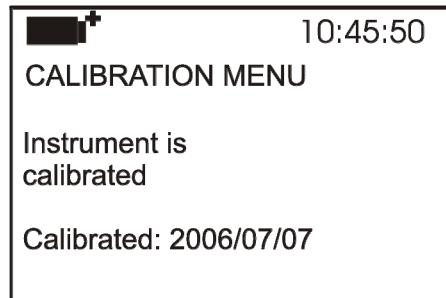 10:45:50
CALIBRATION MENU
Instrument is
calibrated
Calibrated: 2006/07/07